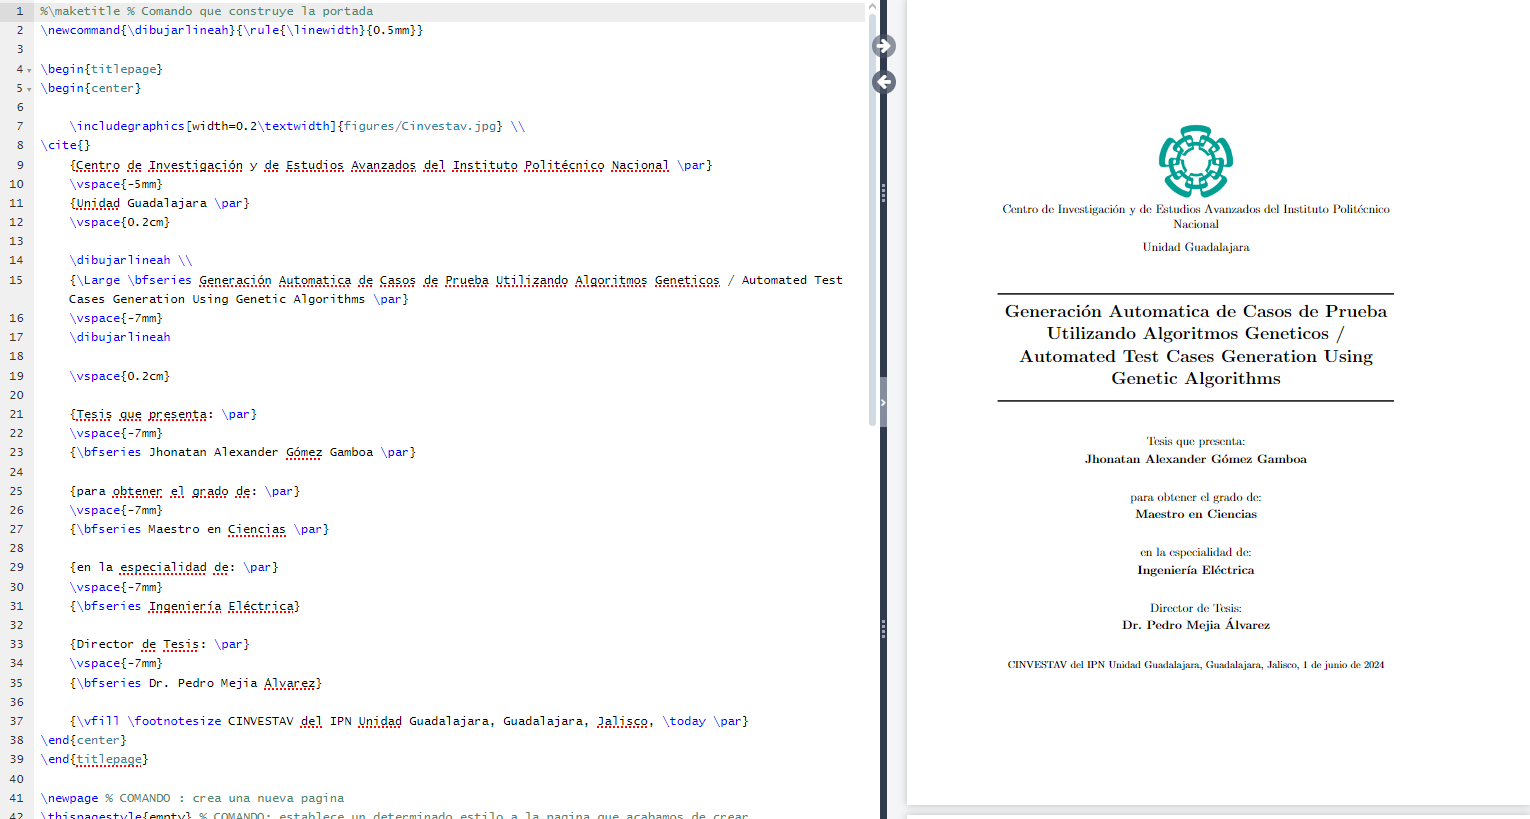 1 %\maketitle % Comando que construye la portada
2 \newcommand{\dibujarlineah}{\rule{\linewidth}{0.5mm}}
3
4 \begin{titlepage}
5 \begin{center}
6
7 \includegraphics[width=0.2\textwidth]{figures/Cinvestav.jpg} \\
8 \cite{}
9 {Centro de Investigación y de Estudios Avanzados del Instituto Politécnico Nacional \par}
10 \vspace{-5mm}
11 {Unidad Guadalajara \par}
12 \vspace{0.2cm}
13
14 \dibujarlineah \\
15 {\Large \bfseries Generación Automatica de Casos de Prueba Utilizando Algoritmos Geneticos / Automated Test
Cases Generation Using Genetic Algorithms \par}
16 \vspace{-7mm}
17 \dibujarlineah
18
19 \vspace{0.2cm}
20
21 {Tesis que presenta: \par}
22 \vspace{-7mm}
23 {\bfseries Jhonatan Alexander Gómez Gamboa \par}
24
25 {para obtener el grado de: \par}
26 \vspace{-7mm}
27 {\bfseries Maestro en Ciencias \par}
28
29 {en la especialidad de: \par}
30 \vspace{-7mm}
31 {\bfseries Ingeniería Eléctrica}
32
33 {Director de Tesis: \par}
34 \vspace{-7mm}
35 {\bfseries Dr. Pedro Mejia Álvarez}
36
37 {\vfill \footnotesize CINVESTAV del IPN Unidad Guadalajara, Guadalajara, Jalisco, \today \par}
38 \end{center}
39 \end{titlepage}
40
41 \newpage % COMANDO : crea una nueva pagina
42 \thispagestyle{empty} % COMANDO: establece un determinado estilo a la pagina que acabamos de crear
Centro de Investigación y de Estudios Avanzados del Instituto Politécnico
Nacional
Unidad Guadalajara
Generación Automatica de Casos de Prueba
Utilizando Algoritmos Geneticos /
Automated Test Cases Generation Using
Genetic Algorithms
Tesis que presenta:
Jhonatan Alexander Gómez Gamboa
para obtener el grado de:
Maestro en Ciencias
en la especialidad de:
Ingeniería Eléctrica
Director de Tesis:
Dr. Pedro Mejia Álvarez
CINVESTAV del IPN Unidad Guadalajara, Guadalajara, Jalisco, 1 de junio de 2024